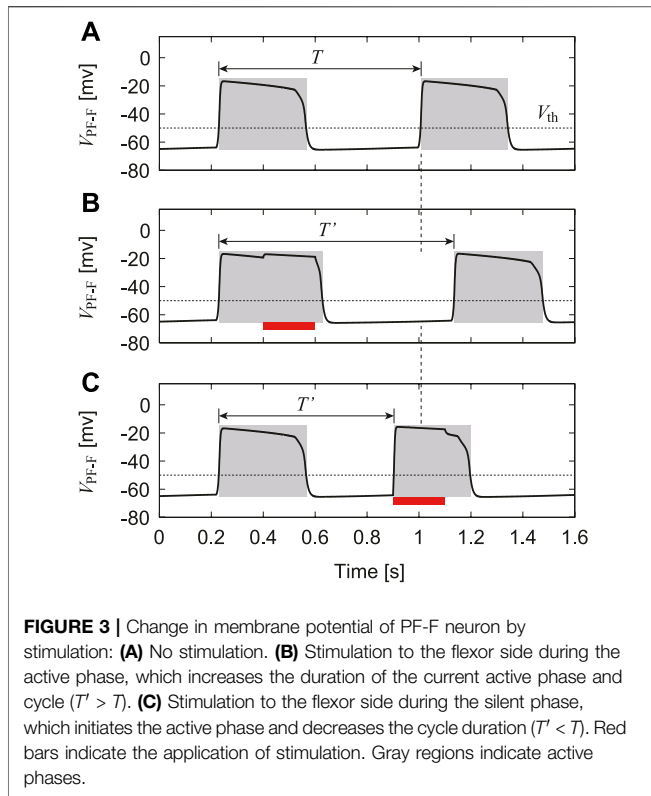 A
0
-20
-40
-60
-80
V_PF-F [mv]
T
V_th
B
0
-20
-40
-60
-80
V_PF-F [mv]
T'
C
0
-20
-40
-60
-80
V_PF-F [mv]
T'
0 0.2 0.4 0.6 0.8 1 1.2 1.4 1.6
Time [s]
FIGURE 3 | Change in membrane potential of PF-F neuron by
stimulation: (A) No stimulation. (B) Stimulation to the flexor side during the
active phase, which increases the duration of the current active phase and
cycle (T' > T). (C) Stimulation to the flexor side during the silent phase,
which initiates the active phase and decreases the cycle duration (T' < T). Red
bars indicate the application of stimulation. Gray regions indicate active
phases.